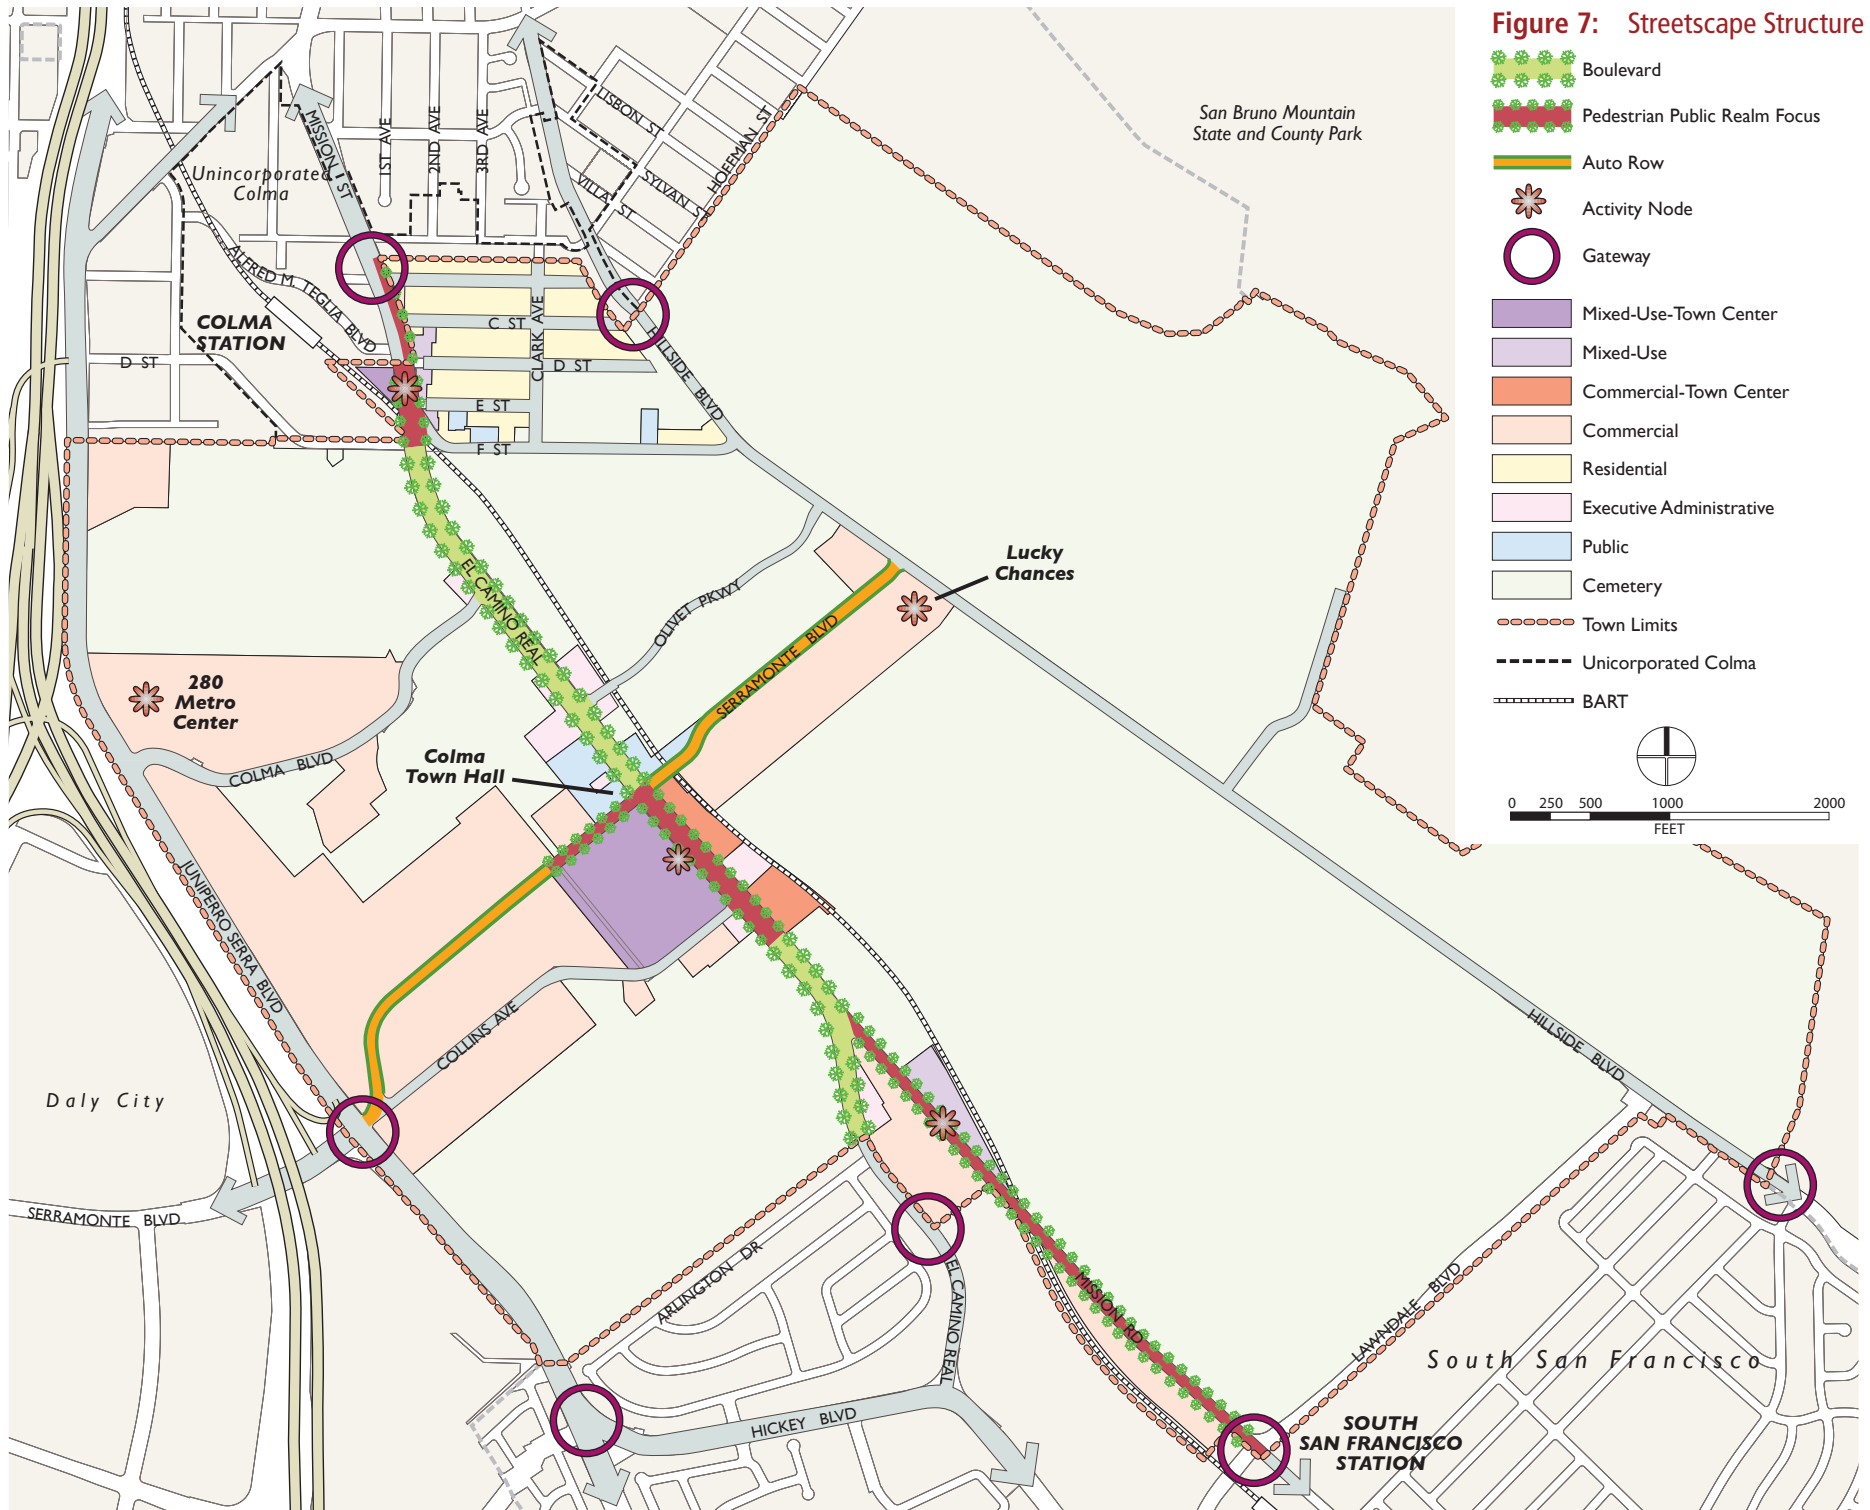 Figure 7: Streetscape Structure
Boulevard
Pedestrian Public Realm Focus
Auto Row
Activity Node
Gateway
Mixed-Use-Town Center
Mixed-Use
Commercial-Town Center
Commercial
Residential
Executive Administrative
Public
Cemetery
Town Limits
Unicorporated Colma
BART
0 250 500 1000 2000
FEET
San Bruno Mountain
State and County Park
LISBON ST
HOFFMAN ST
SYLVAN ST
VILLA ST
1ST AVE
2ND AVE
3RD AVE
MISSION ST
Unincorporated
Colma
ALFRED M. TEGLIA BLVD
COLMA
STATION
D ST
C ST
CLARK AVE
D ST
E ST
F ST
HILLSIDE BLVD
EL CAMINO REAL
OLIVET PKWY
Lucky
Chances
SERRAMONTE BLVD
280
Metro
Center
COLMA BLVD
Colma
Town Hall
JUNIPERRO SERRA BLVD
COLLINS AVE
Daly City
SERRAMONTE BLVD
HILLSIDE BLVD
ARLINGTON DR
EL CAMINO REAL
MISSION RD
LAWNDALE BLVD
South San Francisco
HICKEY BLVD
SOUTH
SAN FRANCISCO
STATION